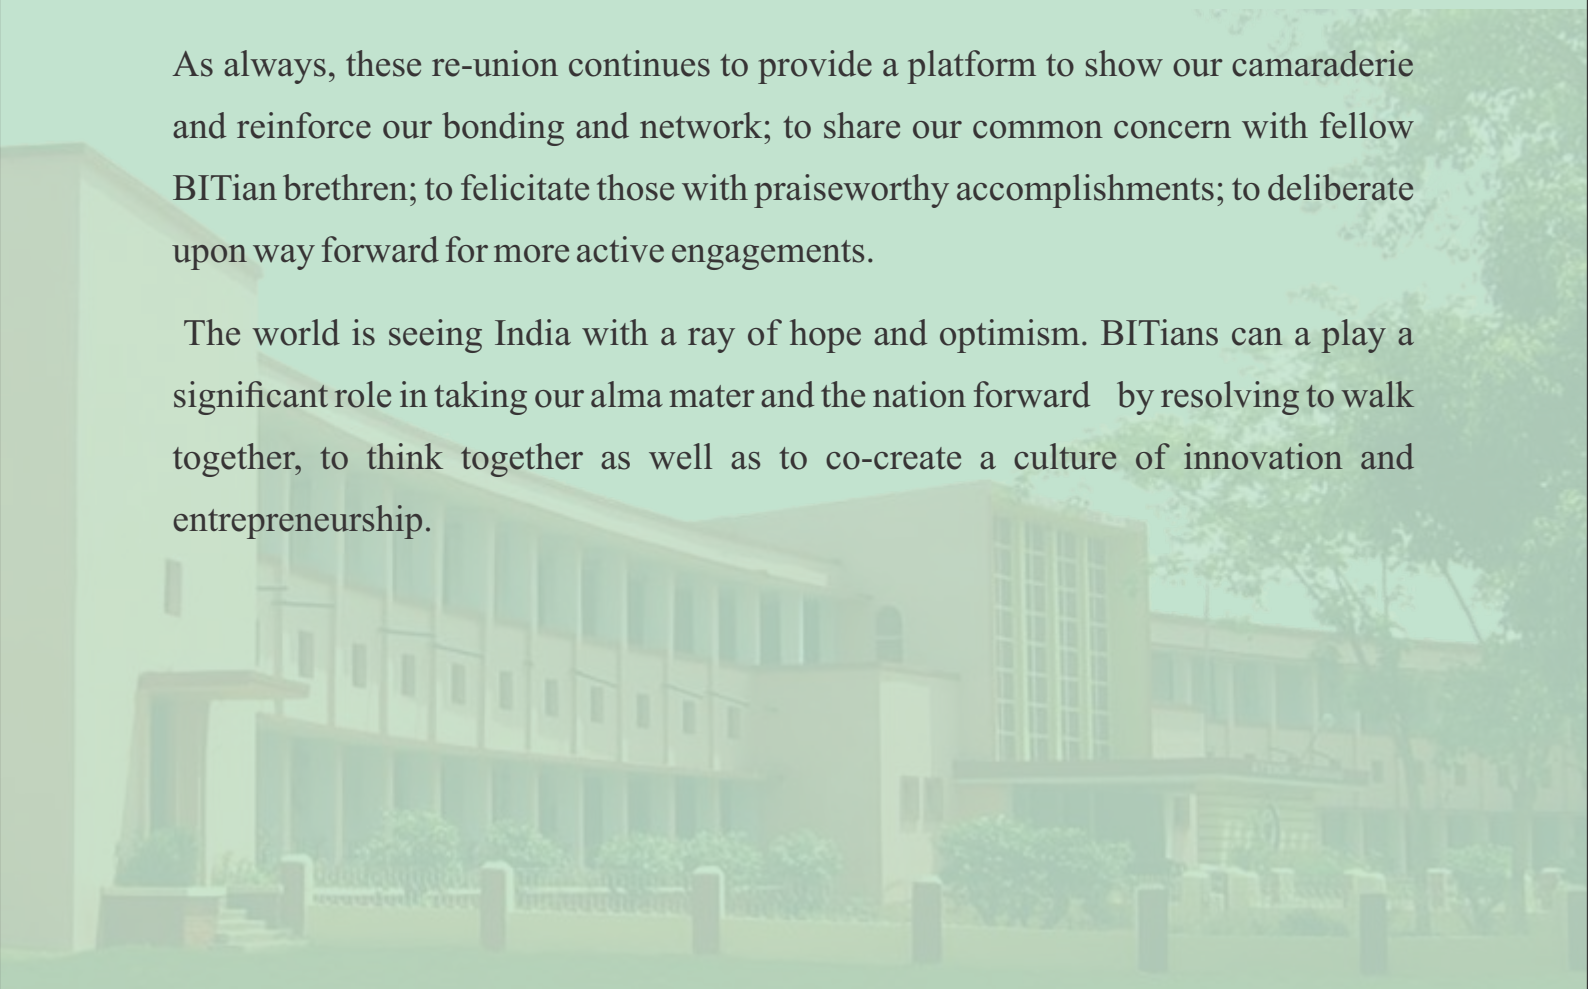 As always, these re-union continues to provide a platform to show our camaraderie
and reinforce our bonding and network; to share our common concern with fellow
BITian brethren; to felicitate those with praiseworthy accomplishments; to deliberate
upon way forward for more active engagements.
The world is seeing India with a ray of hope and optimism. BITians can a play a
significant role in taking our alma mater and the nation forward by resolving to walk
together, to think together as well as to co-create a culture of innovation and
entrepreneurship.